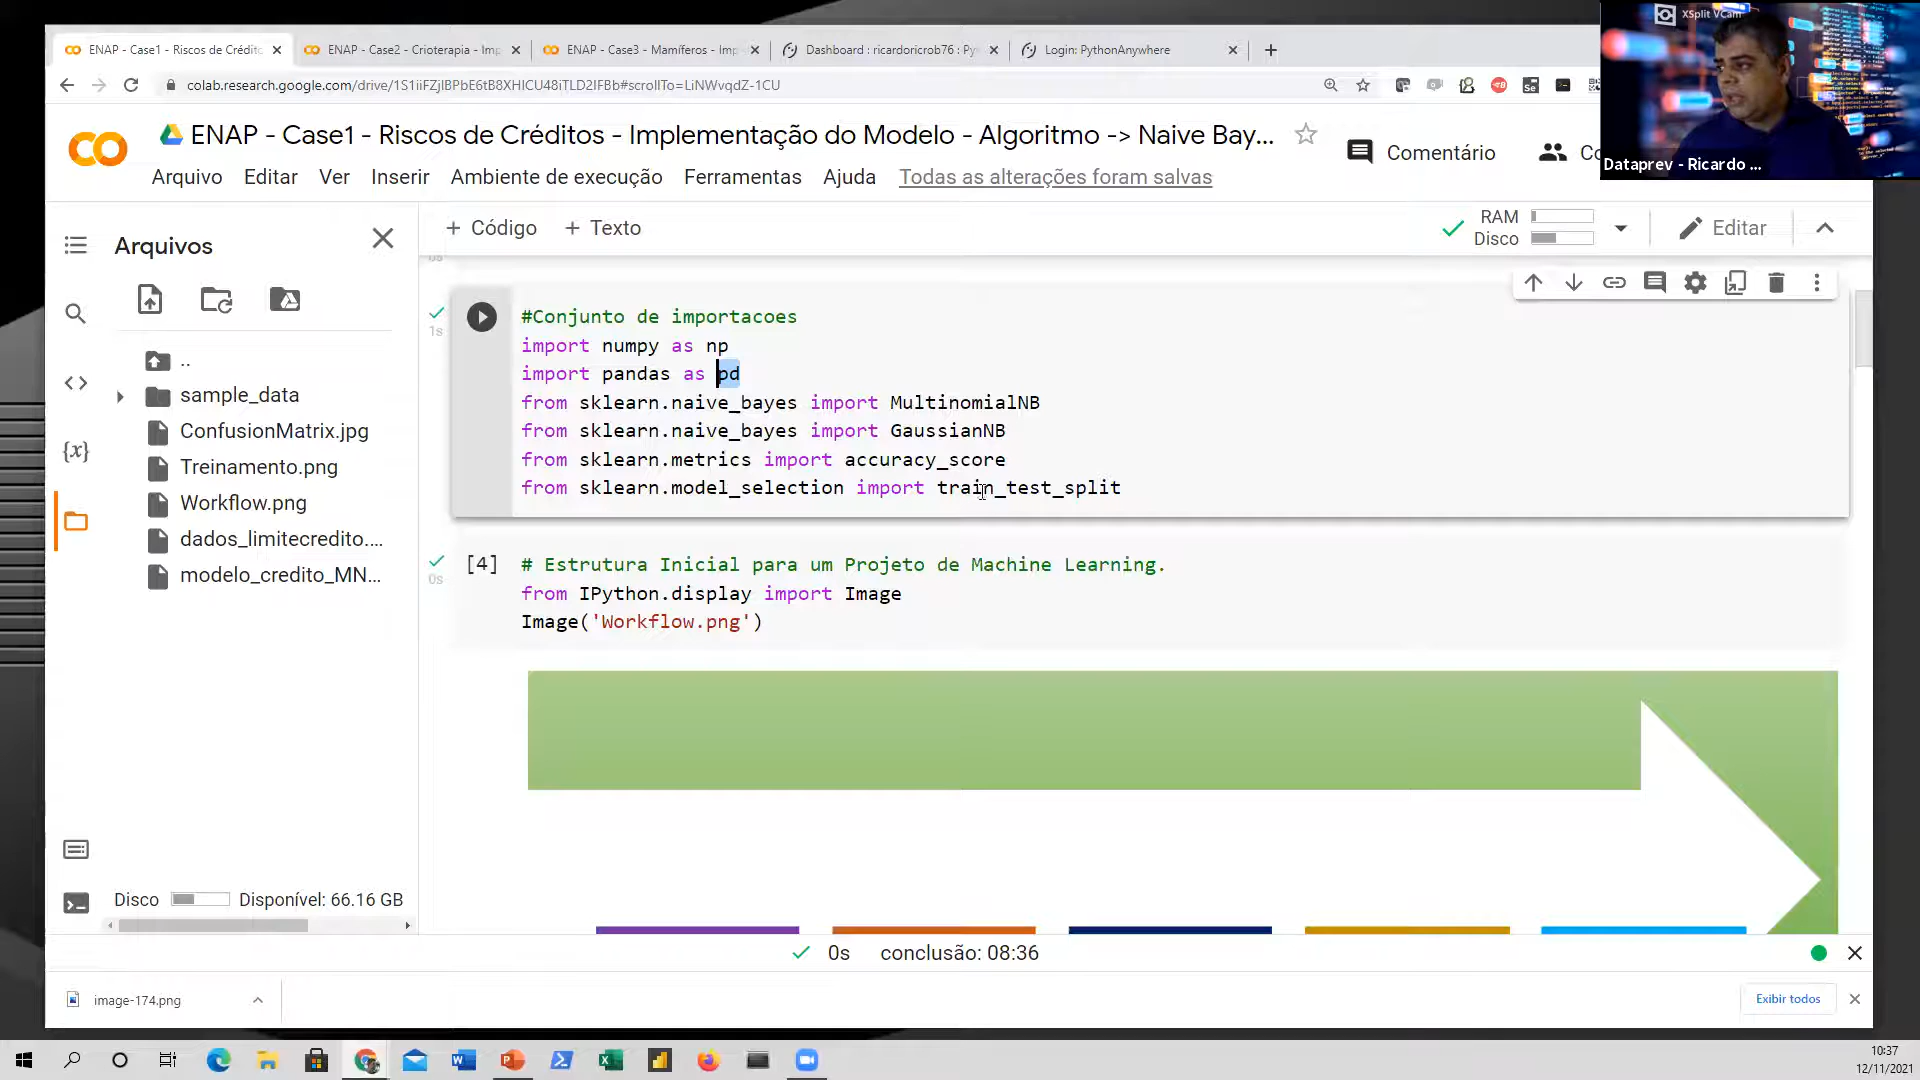 XSplit VCam
ENAP - Case1 - Riscos de Crédito
ENAP - Case2 - Crioterapia - Imp
ENAP - Case3 - Mamíferos - Imp
Dashboard : ricardoricrob76 : Py
Login: PythonAnywhere
colab.research.google.com/drive/1S1iiFZjIBPbE6tB8XHICU48iTLD2IFBb#scrollTo=LiNWvqdZ-1CU
ENAP - Case1 - Riscos de Créditos - Implementação do Modelo - Algoritmo -> Naive Bay...
Comentário
Dataprev - Ricardo ...
Arquivo Editar Ver Inserir Ambiente de execução Ferramentas Ajuda Todas as alterações foram salvas
+ Código + Texto
RAM
Disco
Editar
Arquivos
..
sample_data
ConfusionMatrix.jpg
Treinamento.png
Workflow.png
dados_limitecredito....
modelo_credito_MN...
Disco Disponível: 66.16 GB
1s
#Conjunto de importacoes
import numpy as np
import pandas as pd
from sklearn.naive_bayes import MultinomialNB
from sklearn.naive_bayes import GaussianNB
from sklearn.metrics import accuracy_score
from sklearn.model_selection import train_test_split
0s
[4]
# Estrutura Inicial para um Projeto de Machine Learning.
from IPython.display import Image
Image('Workflow.png')
0s conclusão: 08:36
image-174.png
Exibir todos
10:37
12/11/2021